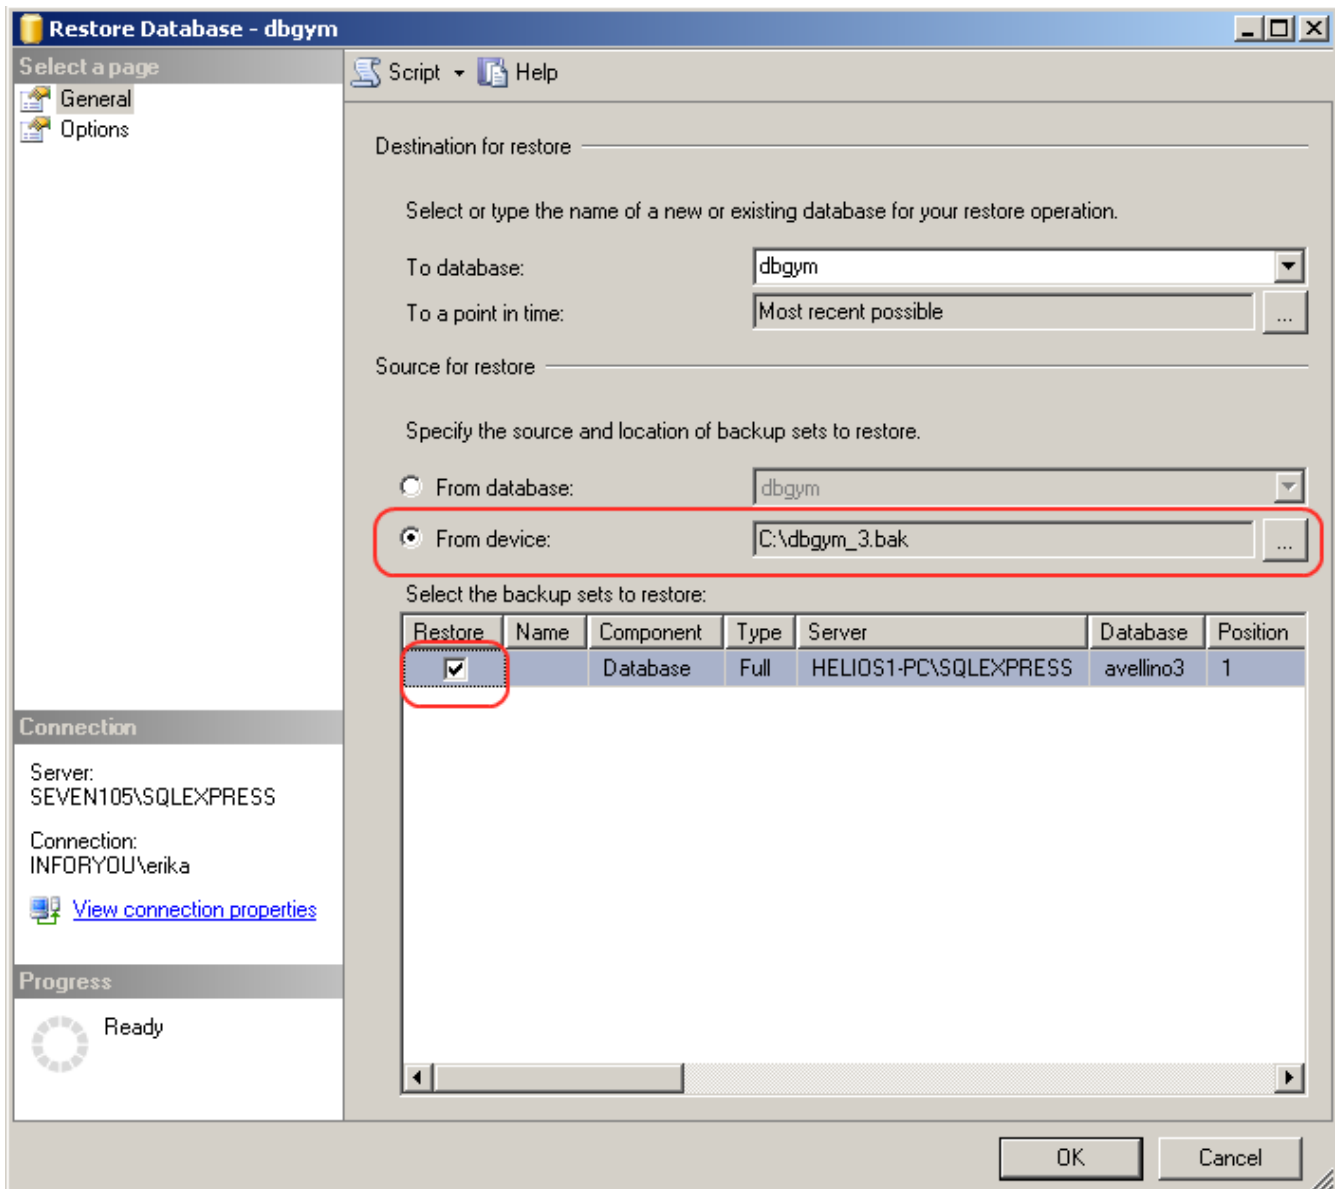 Restore Database - dbgym
Select a page
General
Options
Script
Help
Destination for restore
Select or type the name of a new or existing database for your restore operation.
To database:
dbgym
To a point in time:
Most recent possible
...
Source for restore
Specify the source and location of backup sets to restore.
From database:
dbgym
From device:
C:\dbgym_3.bak
...
Select the backup sets to restore:
Restore Name Component Type Server Database Position
Database Full HELIOS1-PC\SQLEXPRESS avellino3 1
Connection
Server:
SEVEN105\SQLEXPRESS
Connection:
INFORYOU\erika
View connection properties
Progress
Ready
OK
Cancel